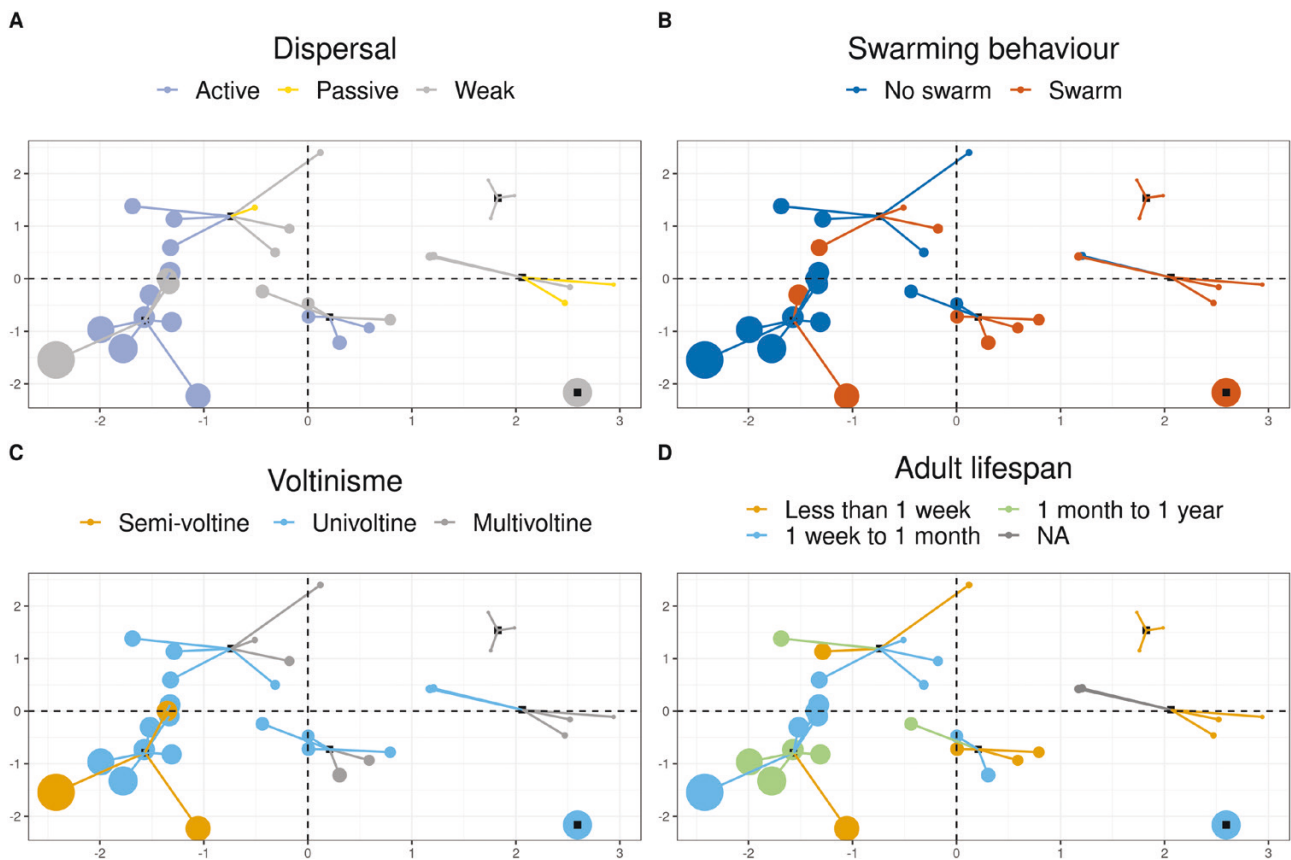 A
Dispersal
Active Passive Weak
2
1
0
-1
-2
-2 -1 0 1 2 3
B
Swarming behaviour
No swarm Swarm
2
1
0
-1
-2
-2 -1 0 1 2 3
C
Voltinisme
Semi-voltine Univoltine Multivoltine
2
1
0
-1
-2
-2 -1 0 1 2 3
D
Adult lifespan
Less than 1 week 1 month to 1 year
1 week to 1 month NA
2
1
0
-1
-2
-2 -1 0 1 2 3